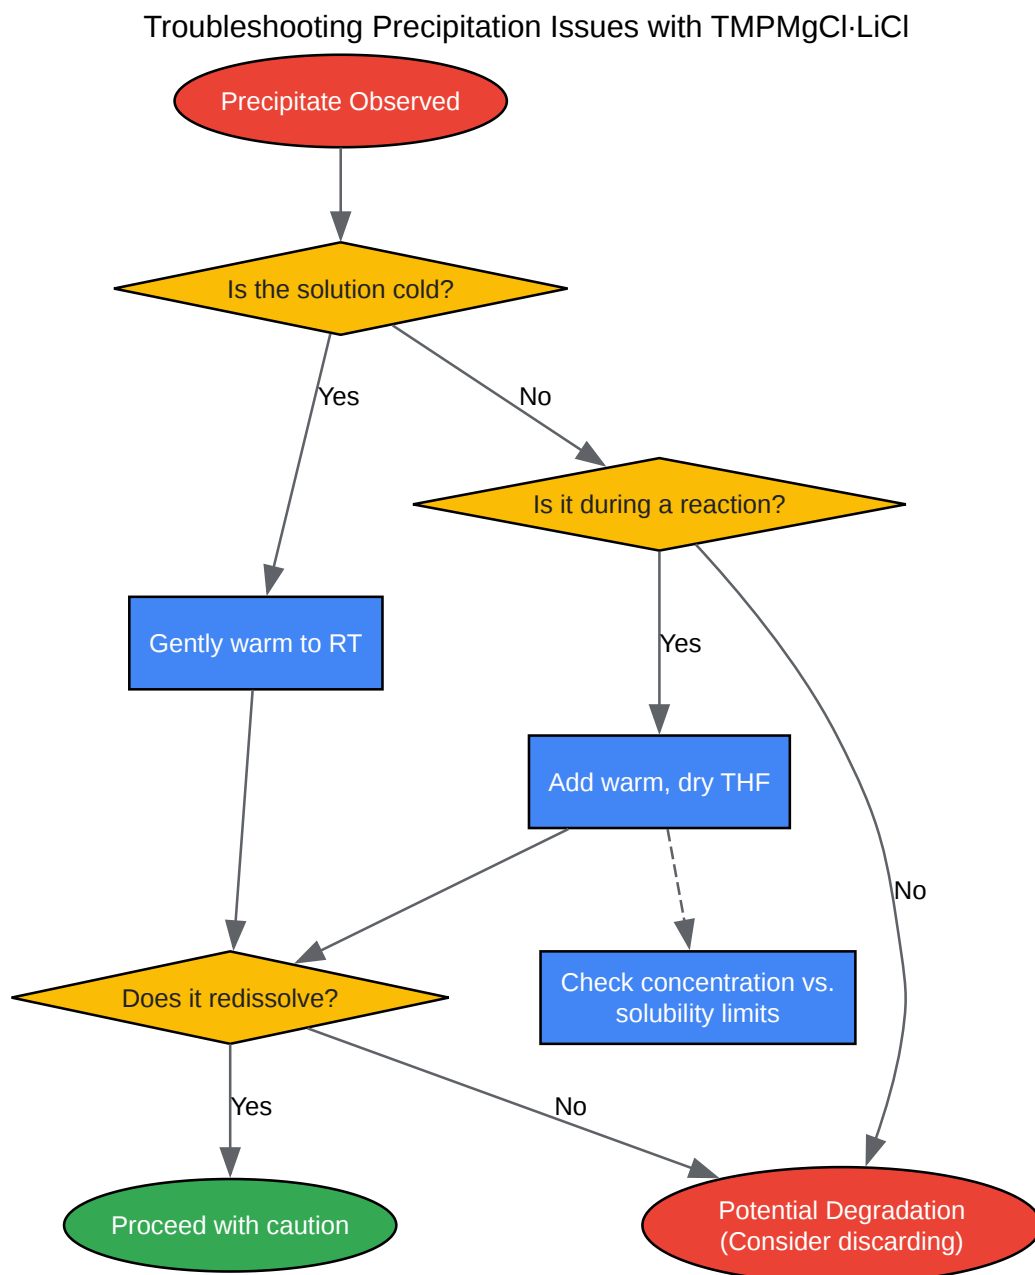 Troubleshooting Precipitation Issues with TMPMgCl·LiCl
Precipitate Observed
Is the solution cold?
Yes
No
Is it during a reaction?
Gently warm to RT
Yes
Add warm, dry THF
No
Check concentration vs.
solubility limits
Does it redissolve?
Yes
No
Proceed with caution
Potential Degradation
(Consider discarding)